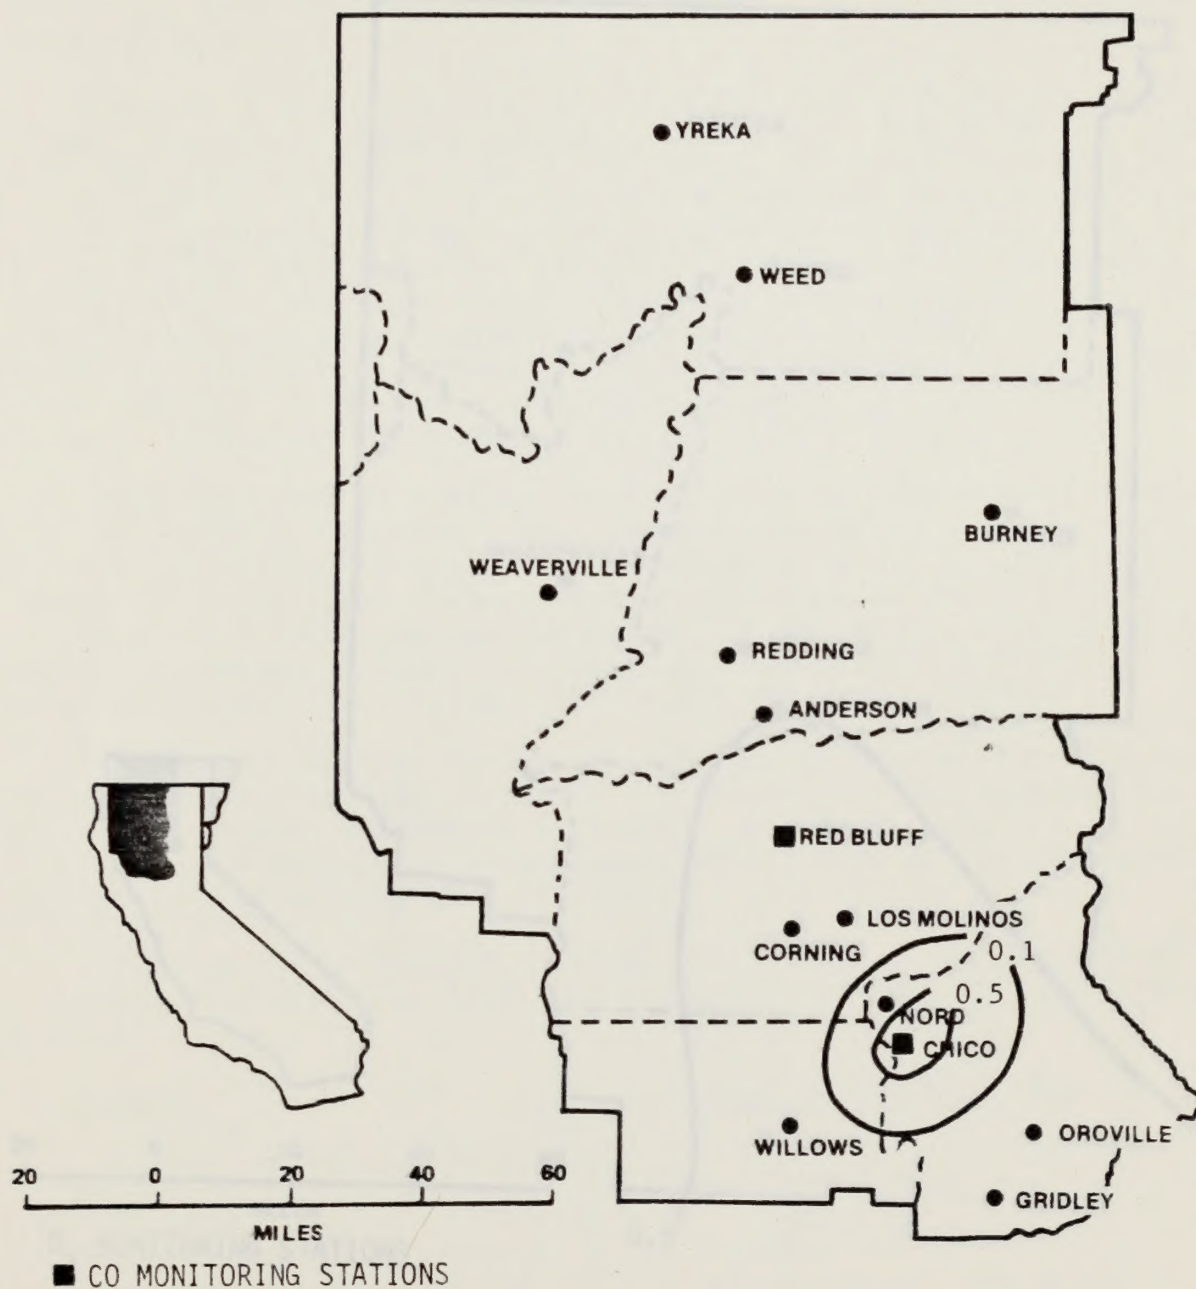 YREKA
WEED
BURNEY
WEAVERVILLE
REDDING
ANDERSON
RED BLUFF
LOS MOLINOS
CORNING
0.1
0.5
NORD
CHICO
WILLOWS
OROVILLE
GRIDLEY
20 0 20 40 60
MILES
■ CO MONITORING STATIONS